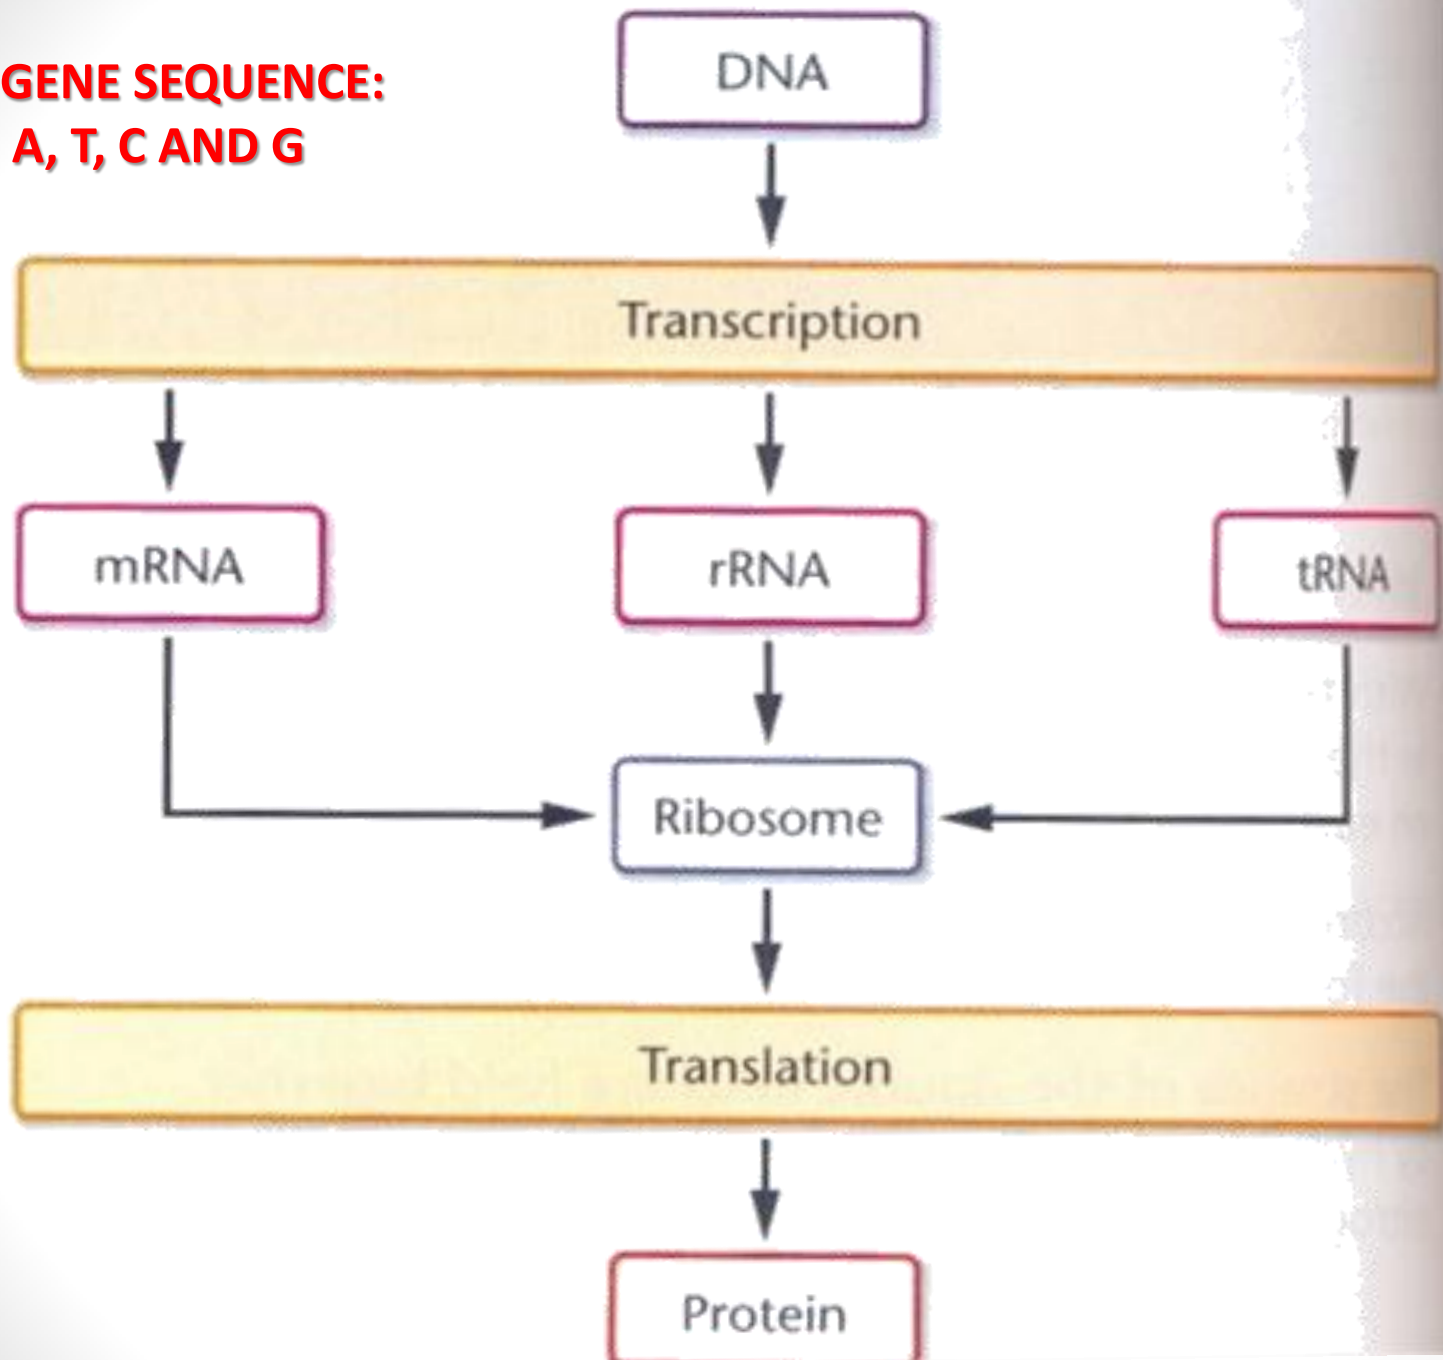 GENE SEQUENCE:
A, T, C AND G
DNA
Transcription
mRNA
rRNA
tRNA
Ribosome
Translation
Protein